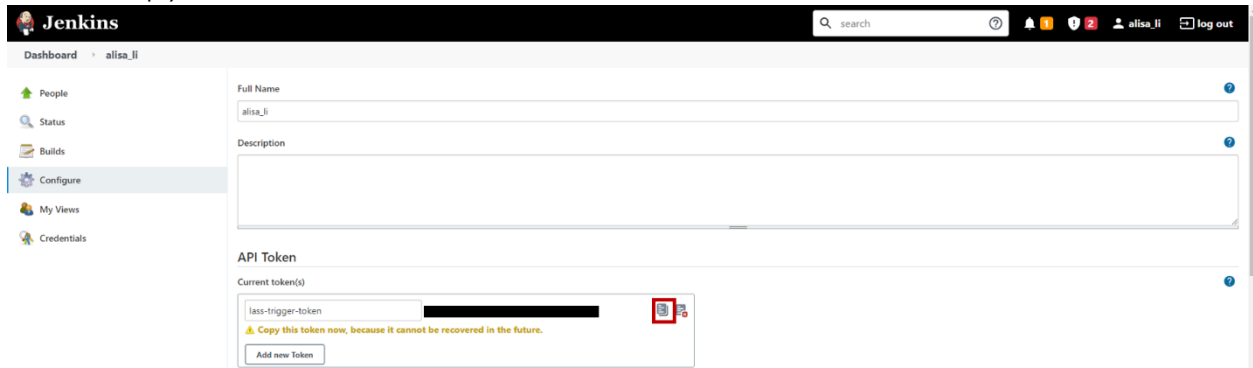 Jenkins
search
1
2
alisa_li
log out
Dashboard
alisa_li
People
Status
Builds
Configure
My Views
Credentials
Full Name
alisa_li
Description
API Token
Current token(s)
lass-trigger-token
Copy this token now, because it cannot be recovered in the future.
Add new Token